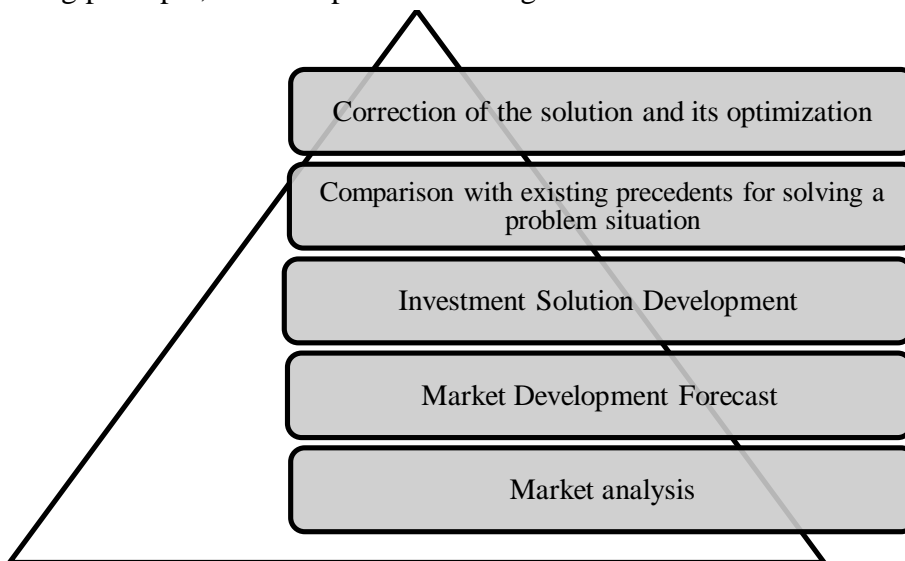 Correction of the solution and its optimization
Comparison with existing precedents for solving a
problem situation
Investment Solution Development
Market Development Forecast
Market analysis